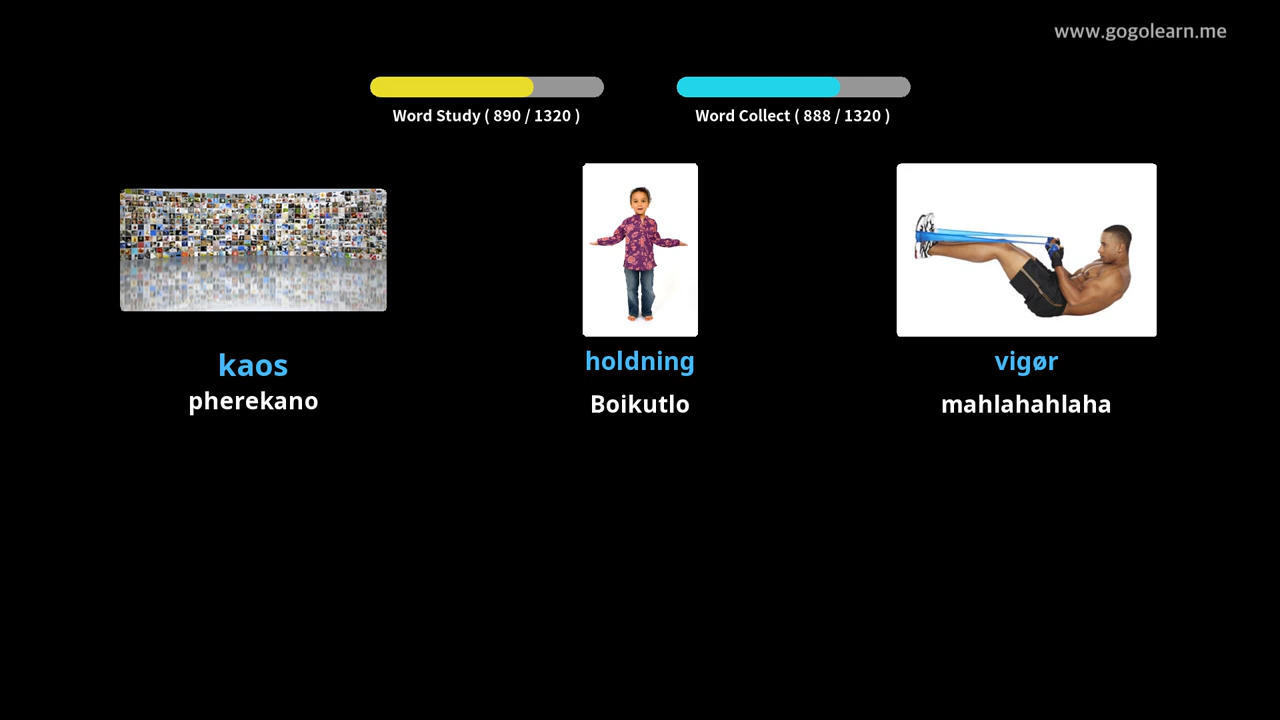 www.gogolearn.me
Word Study ( 890 / 1320 )
Word Collect ( 888 / 1320 )
kaos
holdning
vigør
pherekano
Boikutlo
mahlahahlaha